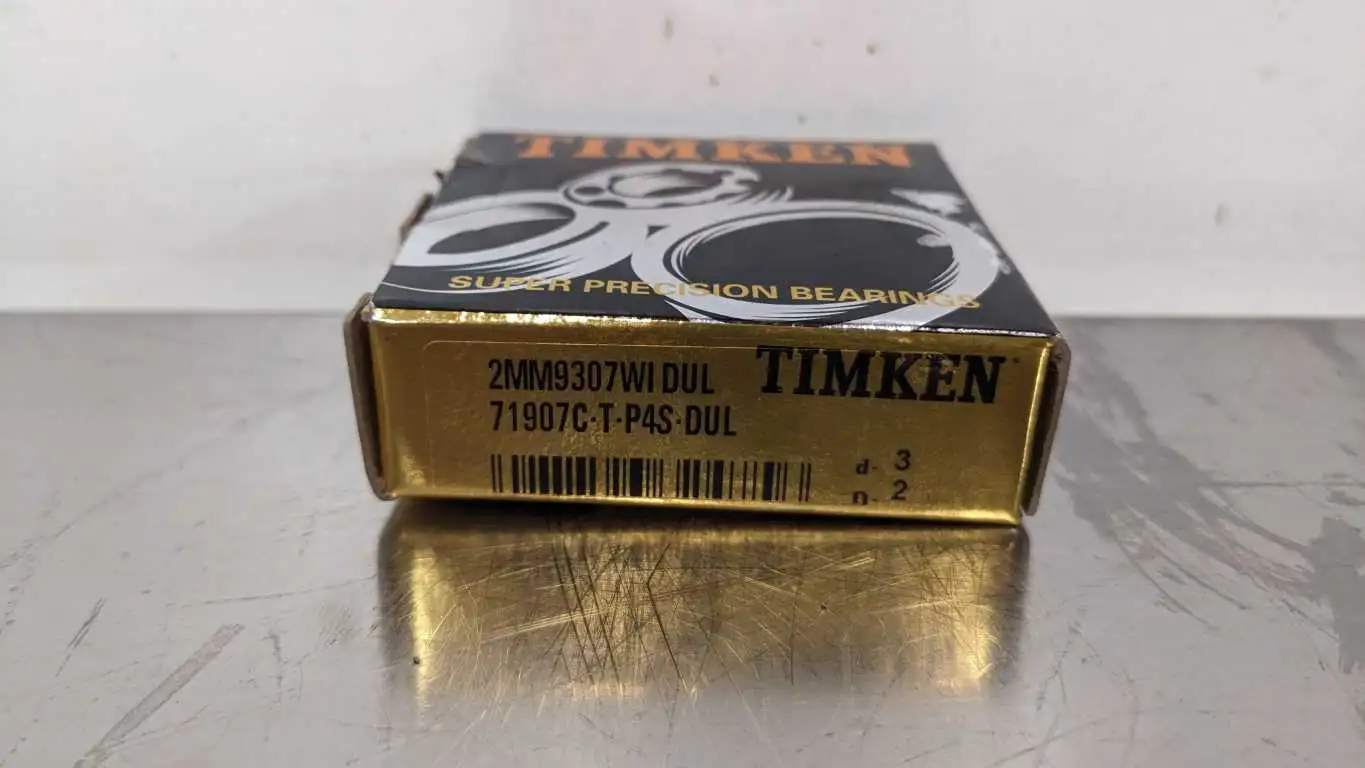 TIMKEN
SUPER PRECISION BEARINGS
2MM9307WI DUL
TIMKEN
71907C-T-P4S-DUL
d- 3
D- 2